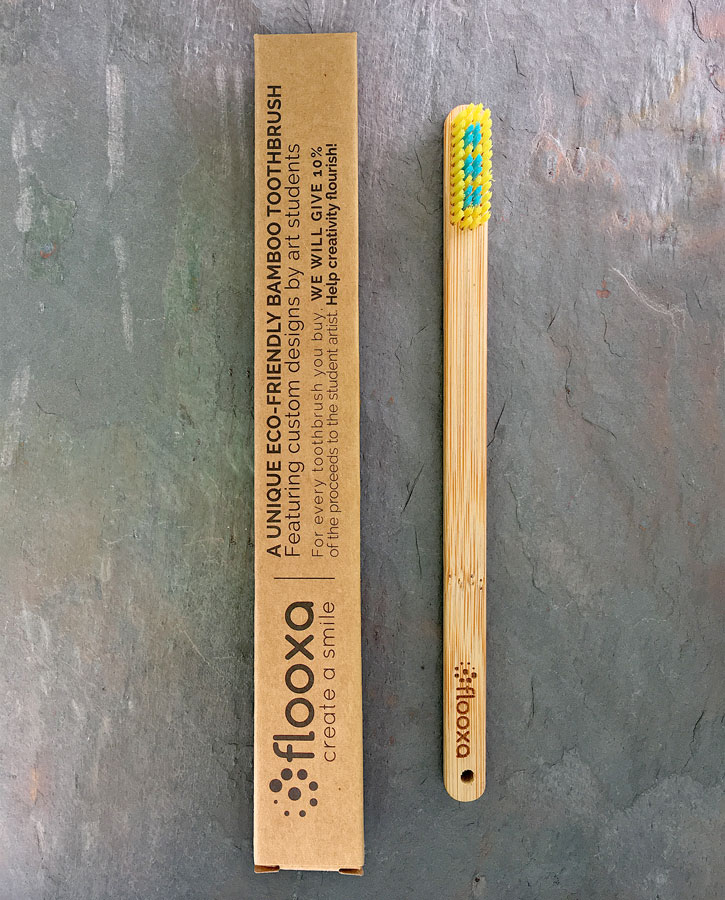 flooxa
create a smile
A UNIQUE ECO-FRIENDLY BAMBOO TOOTHBRUSH
Featuring custom designs by art students
For every toothbrush you buy, WE WILL GIVE 10%
of the proceeds to the student artist. Help creativity flourish!
flooxa